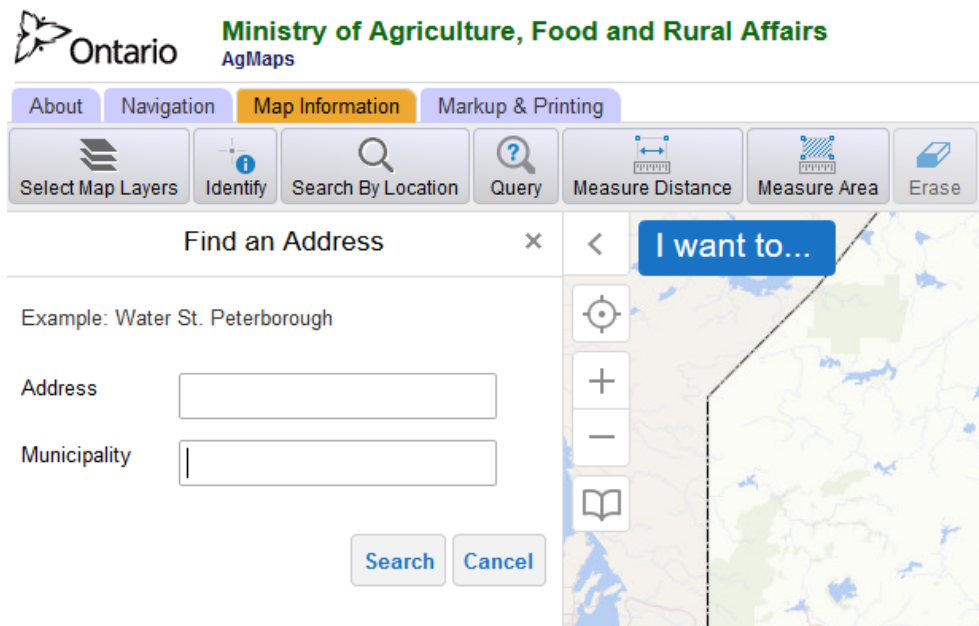 Ontario
Ministry of Agriculture, Food and Rural Affairs
AgMaps
About Navigation Map Information Markup & Printing
Select Map Layers Identify Search By Location Query Measure Distance Measure Area Erase
Find an Address
I want to...
Example: Water St. Peterborough
Address
Municipality
Search Cancel